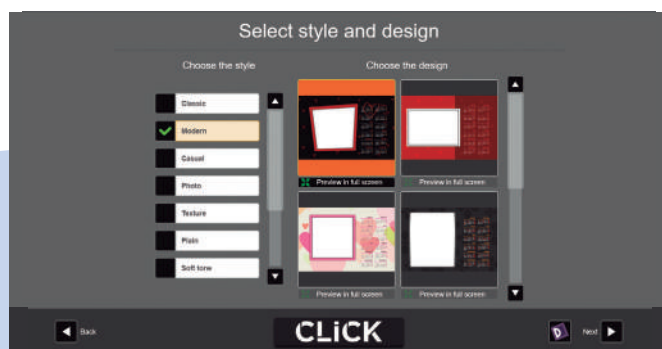 Select style and design
Choose the style
Choose the design
Classic
Modern
Casual
Photo
Texture
Plain
Soft tone
Preview in full screen
Preview in full screen
Preview in full screen
Preview in full screen
Back
CLiCK
D
Next